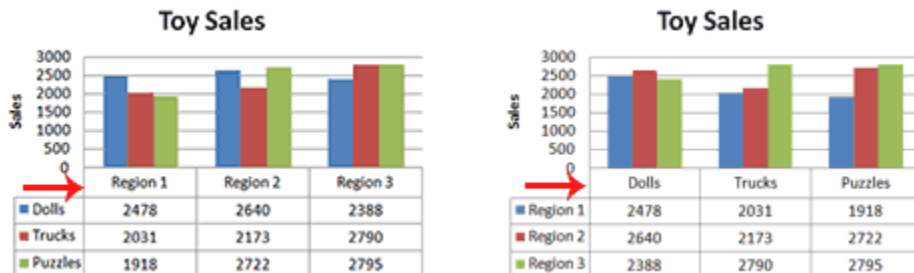 Toy Sales
3000
2500
2000
1500
1000
500
0
Sales
Region 1 Region 2 Region 3
Dolls 2478 2640 2388
Trucks 2031 2173 2790
Puzzles 1918 2722 2795
Toy Sales
3000
2500
2000
1500
1000
500
0
Sales
Dolls Trucks Puzzles
Region 1 2478 2031 1918
Region 2 2640 2173 2722
Region 3 2388 2790 2795